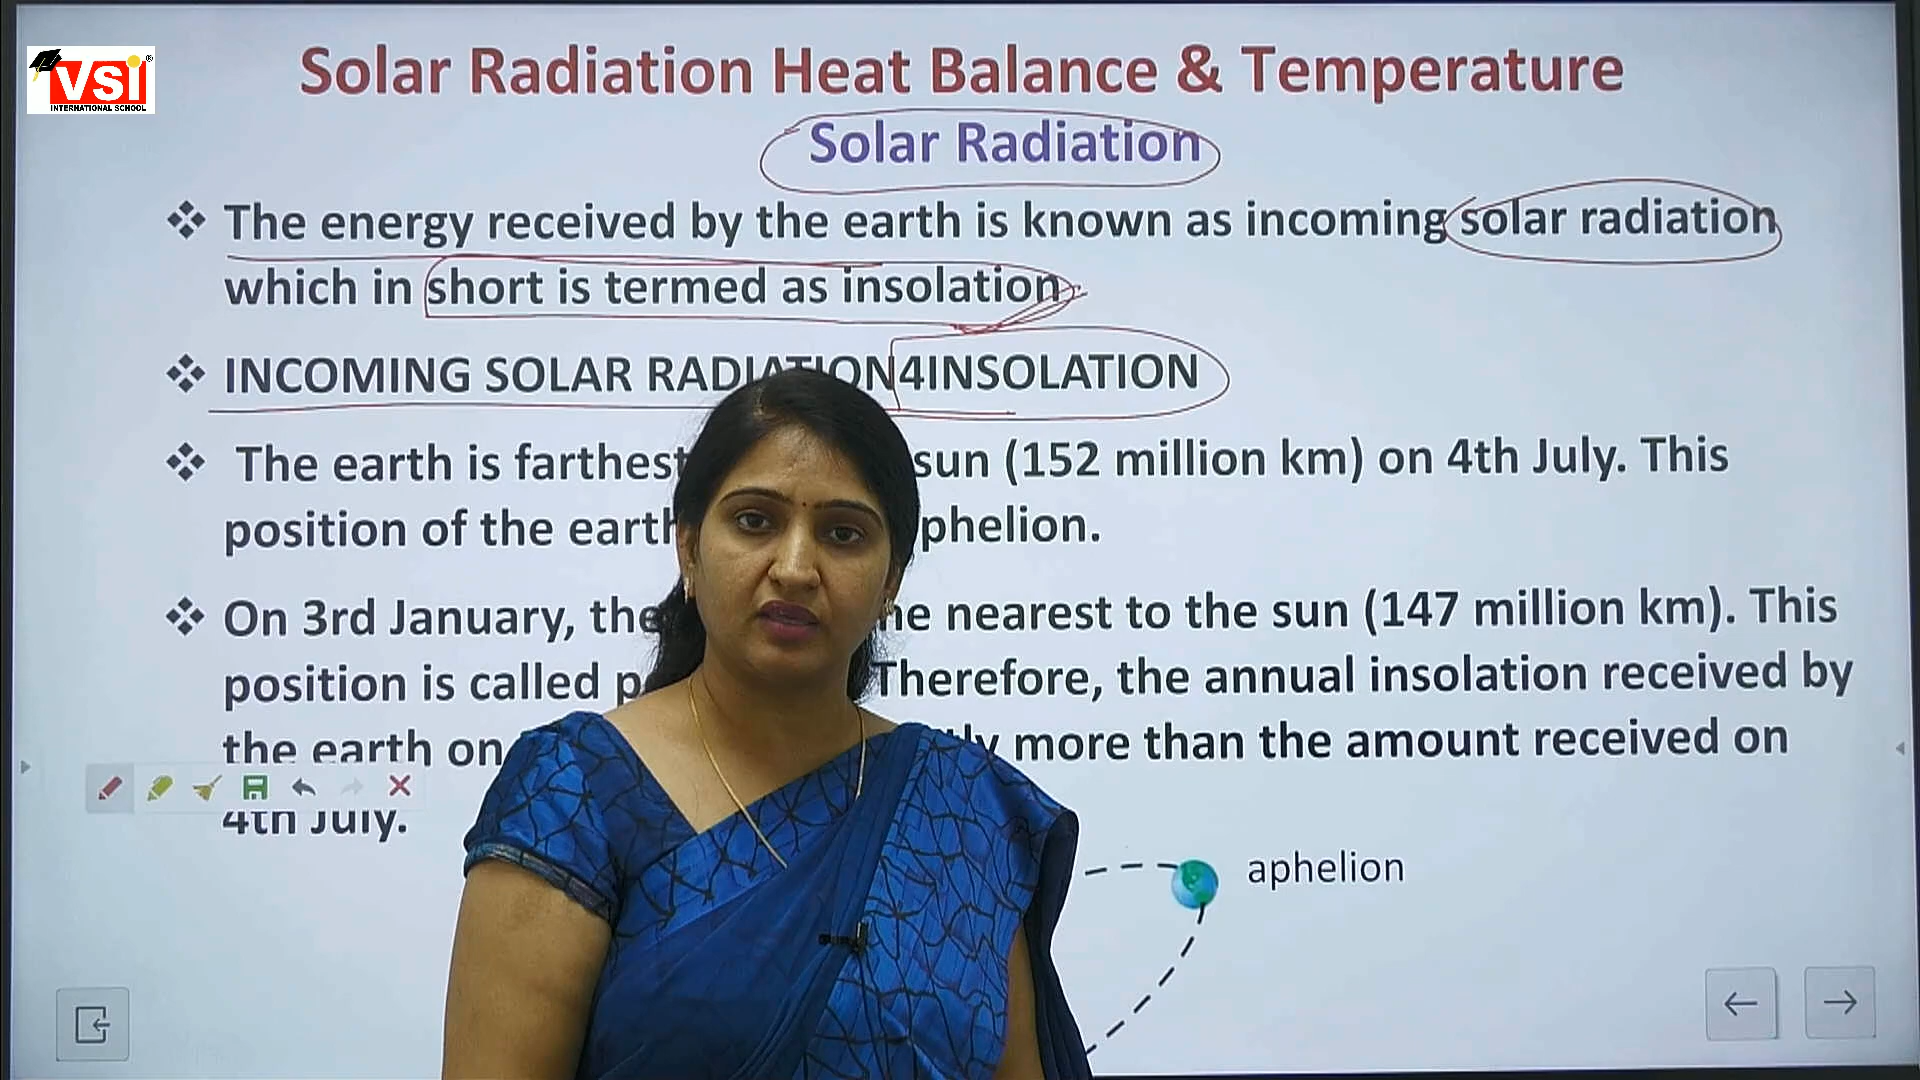 VSI
INTERNATIONAL SCHOOL
Solar Radiation Heat Balance & Temperature
Solar Radiation
The energy received by the earth is known as incoming solar radiation
which in short is termed as insolation
INCOMING SOLAR RADIATION4INSOLATION
The earth is farthest sun (152 million km) on 4th July. This
position of the earth phelion.
On 3rd January, the nearest to the sun (147 million km). This
position is called Therefore, the annual insolation received by
the earth on more than the amount received on
4th July.
aphelion